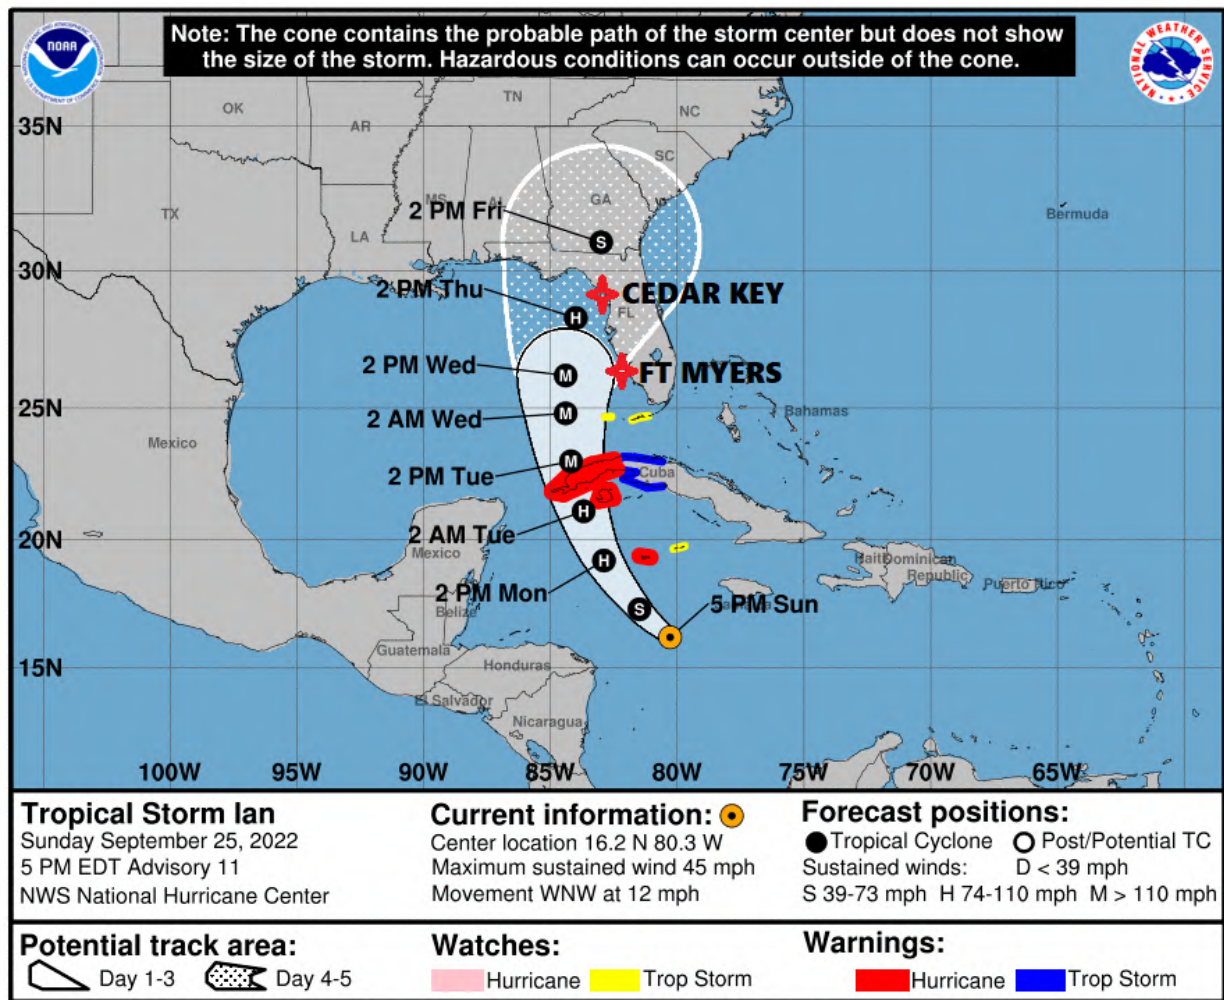 NOAA
Note: The cone contains the probable path of the storm center but does not show
the size of the storm. Hazardous conditions can occur outside of the cone.
NATIONAL WEATHER SERVICE
TN
NC
OK
AR
35N
SC
MS
AL
GA
2 PM Fri
S
TX
LA
Bermuda
30N
2 PM Thu
CEDAR KEY
H
FL
2 PM Wed
M
FT MYERS
2 AM Wed
M
25N
Bahamas
Mexico
2 PM Tue
M
Cuba
2 AM Tue
H
20N
Mexico
Haiti
Dominican
Republic
Puerto Rico
2 PM Mon
H
Belize
S
5 PM Sun
Guatemala
Honduras
15N
El Salvador
Nicaragua
100W 95W 90W 85W 80W 75W 70W 65W
Tropical Storm Ian
Sunday September 25, 2022
5 PM EDT Advisory 11
NWS National Hurricane Center
Current information:
Center location 16.2 N 80.3 W
Maximum sustained wind 45 mph
Movement WNW at 12 mph
Forecast positions:
Tropical Cyclone Post/Potential TC
Sustained winds: D < 39 mph
S 39-73 mph H 74-110 mph M > 110 mph
Potential track area:
Day 1-3 Day 4-5
Watches:
Hurricane Trop Storm
Warnings:
Hurricane Trop Storm